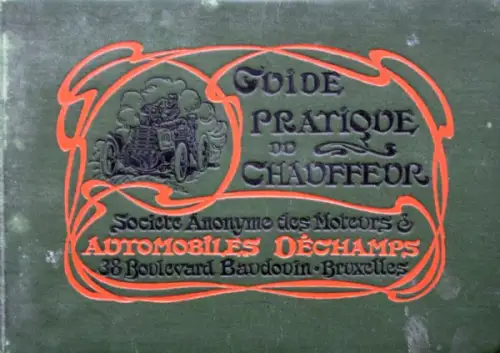 GUIDE
PRATIQUE
DU
CHAUFFEUR
Société Anonyme des Moteurs &
AUTOMOBILES DÉCHAMPS
38 Boulevard Baudouin · Bruxelles